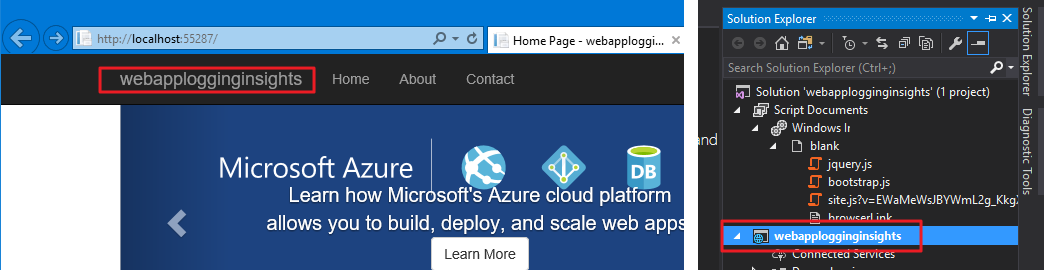 http://localhost:55287/
Home Page - webapploggi...
webapplogginginsights Home About Contact
Microsoft Azure
DB
Learn how Microsoft's Azure cloud platform
allows you to build, deploy, and scale web apps
Learn More
and
Solution Explorer
Search Solution Explorer (Ctrl+;)
Solution 'webapplogginginsights' (1 project)
Script Documents
Windows Ir
blank
jquery.js
bootstrap.js
site.js?v=EWaMeWsJBYWmL2g_Kkg
browserLink
webapplogginginsights
Connected Services
Solution Explorer
Diagnostic Tools